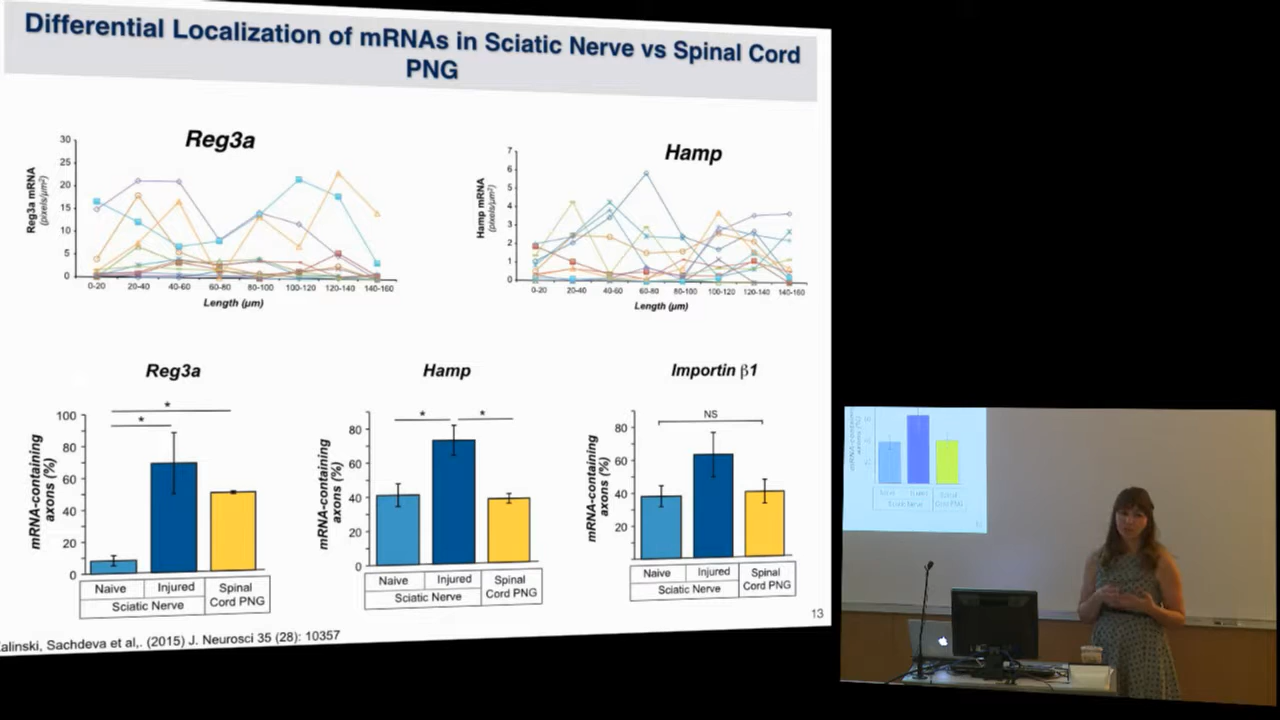 Differential Localization of mRNAs in Sciatic Nerve vs Spinal Cord
PNG
Reg3a
Reg3a mRNA
(pixels/µm²)
30
25
20
15
10
5
0
0-20 20-40 40-60 60-80 80-100 100-120 120-140 140-160
Length (µm)
Hamp
Hamp mRNA
(pixels/µm²)
7
6
5
4
3
2
1
0
0-20 20-40 40-60 60-80 80-100 100-120 120-140 140-160
Length (µm)
Reg3a
mRNA-containing
axons (%)
100
80
60
40
20
0
*
*
Naive Injured Spinal
Sciatic Nerve Cord PNG
Hamp
mRNA-containing
axons (%)
80
60
40
20
0
* *
Naive Injured Spinal
Sciatic Nerve Cord PNG
Importin β1
mRNA-containing
axons (%)
80
60
40
20
NS
Naive Injured Spinal
Sciatic Nerve Cord PNG
13
alinski, Sachdeva et al,. (2015) J. Neurosci 35 (28): 10357
Sciatic Nerve Cord PNG